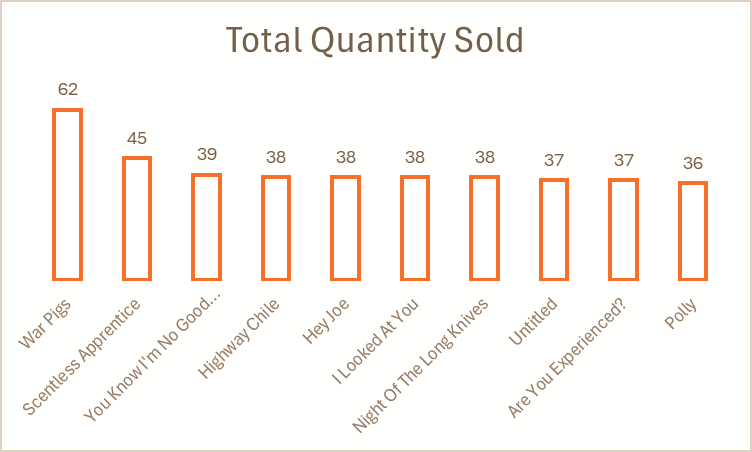 Total Quantity Sold
62
45
39
38
38
38
38
37
37
36
War Pigs
Scentless Apprentice
You Know I'm No Good...
Highway Chile
Hey Joe
I Looked At You
Night Of The Long Knives
Untitled
Are You Experienced?
Polly